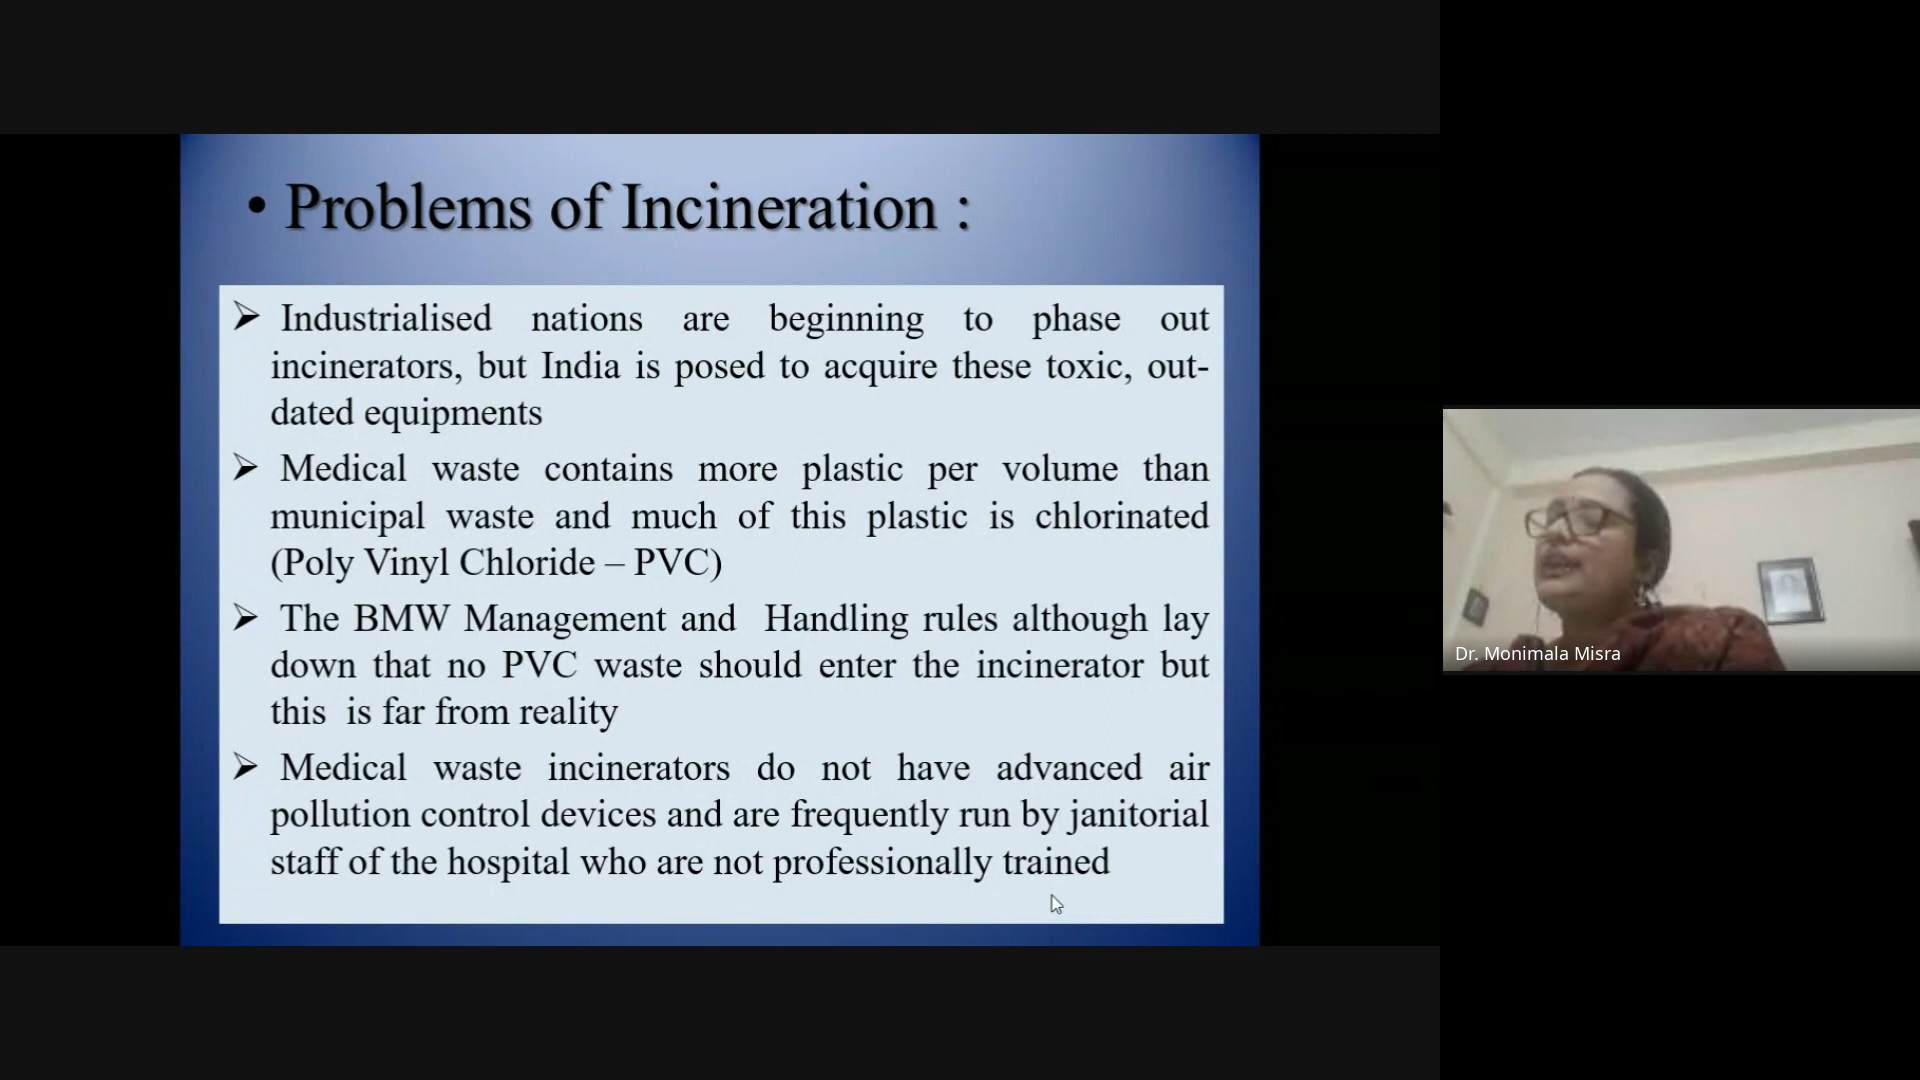 • Problems of Incineration :
➢ Industrialised nations are beginning to phase out
incinerators, but India is posed to acquire these toxic, out-
dated equipments
➢ Medical waste contains more plastic per volume than
municipal waste and much of this plastic is chlorinated
(Poly Vinyl Chloride – PVC)
➢ The BMW Management and Handling rules although lay
down that no PVC waste should enter the incinerator but
this is far from reality
➢ Medical waste incinerators do not have advanced air
pollution control devices and are frequently run by janitorial
staff of the hospital who are not professionally trained
Dr. Monimala Misra